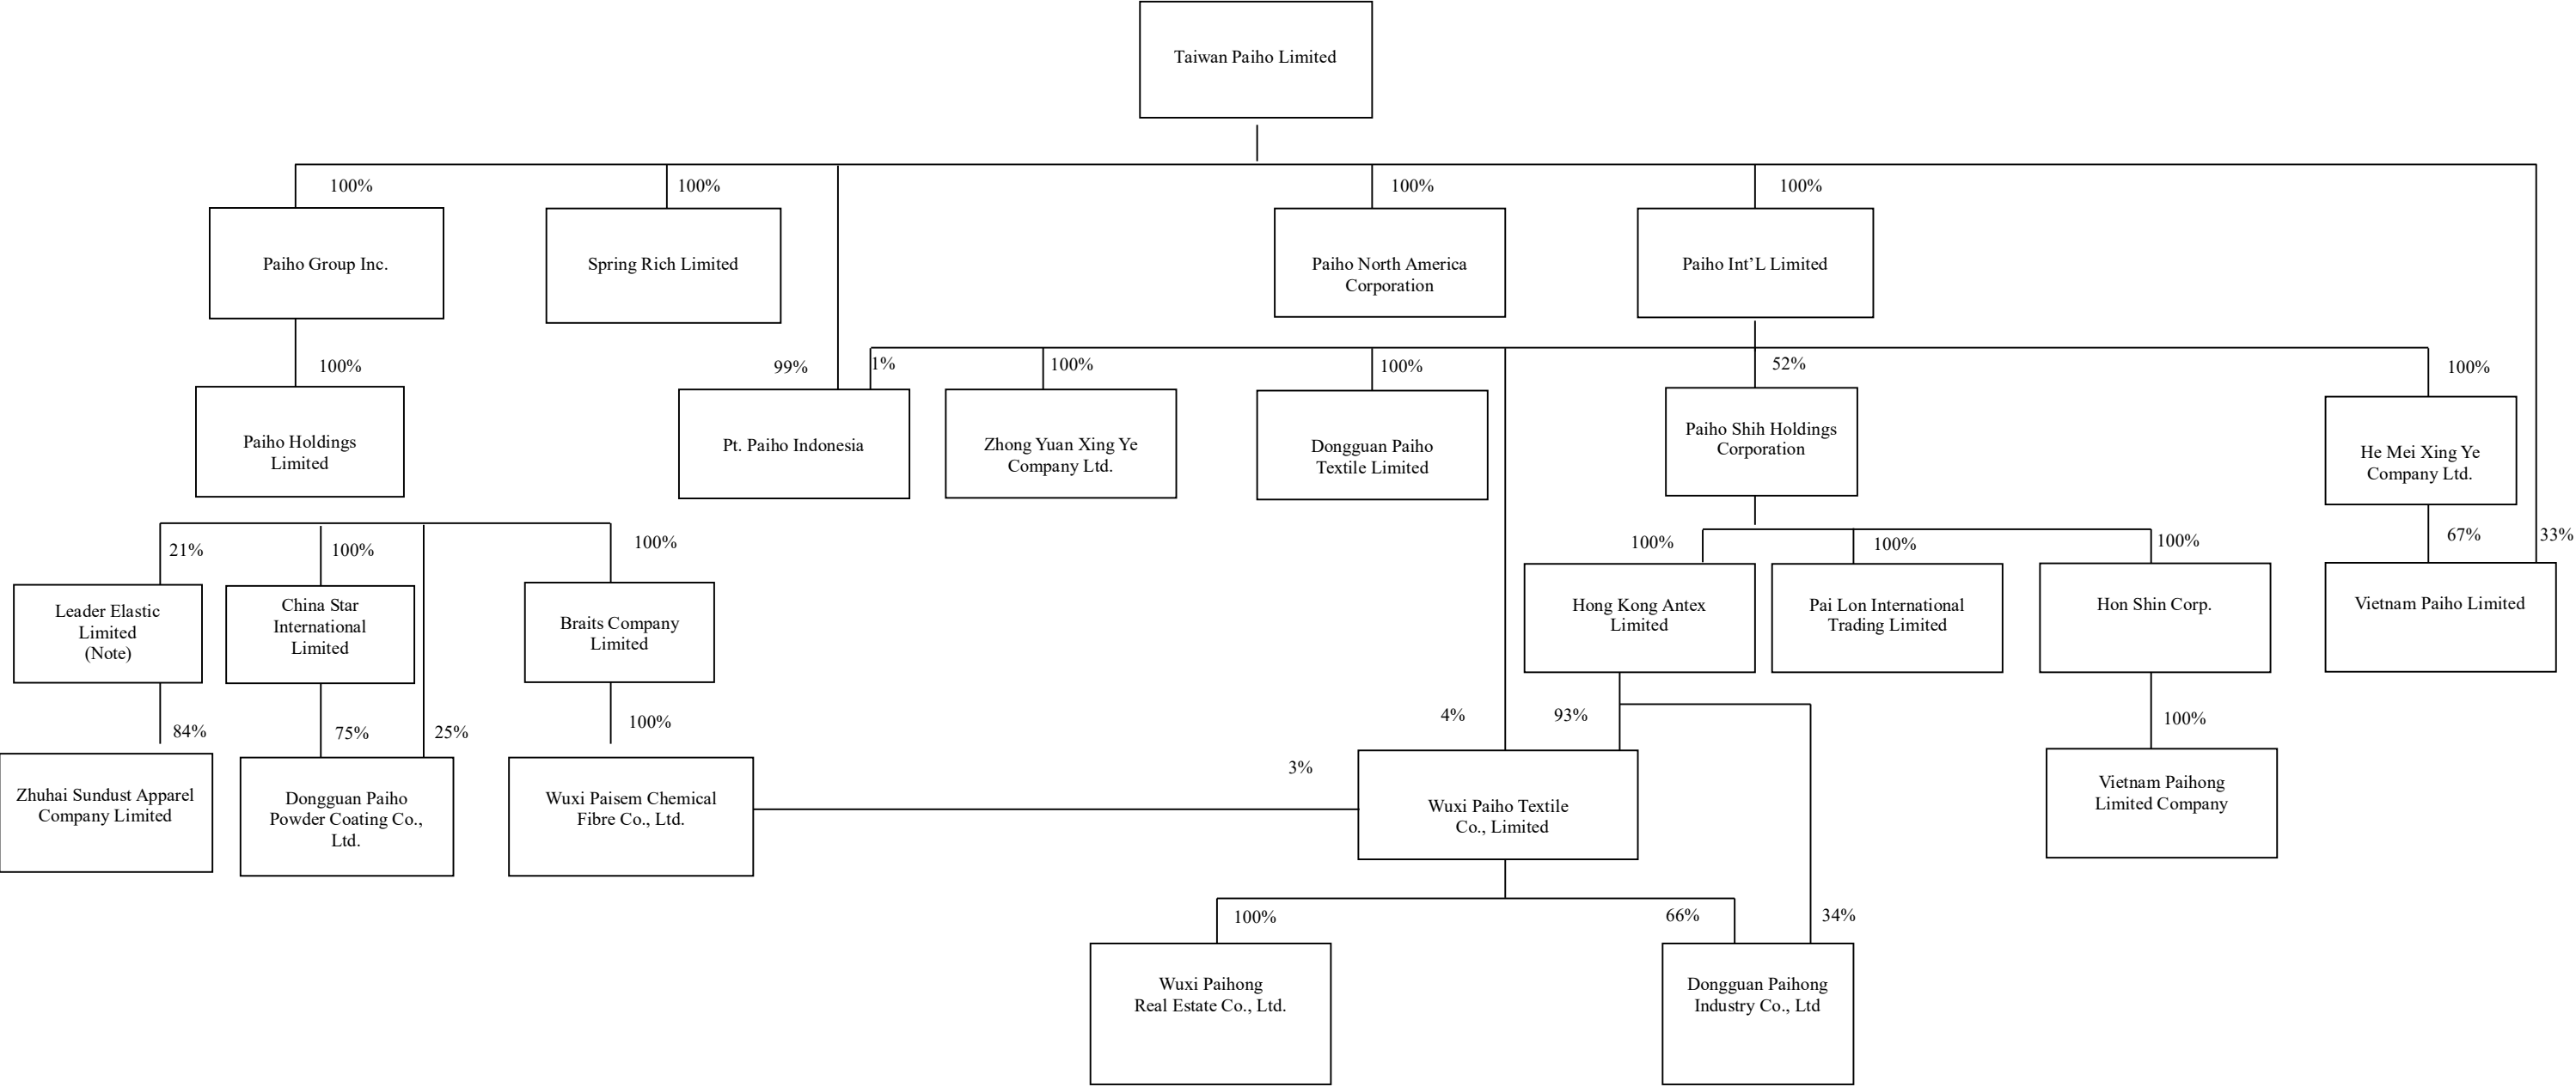 Taiwan Paiho Limited
100%
100%
100%
100%
Paiho Group Inc.
Spring Rich Limited
Paiho North America
Corporation
Paiho Int’L Limited
100%
99%
1%
100%
100%
52%
100%
Paiho Holdings
Limited
Pt. Paiho Indonesia
Zhong Yuan Xing Ye
Company Ltd.
Dongguan Paiho
Textile Limited
Paiho Shih Holdings
Corporation
He Mei Xing Ye
Company Ltd.
21%
100%
100%
100%
100%
100%
67%
33%
Leader Elastic
Limited
(Note)
China Star
International
Limited
Braits Company
Limited
Hong Kong Antex
Limited
Pai Lon International
Trading Limited
Hon Shin Corp.
Vietnam Paiho Limited
84%
75%
25%
100%
4%
93%
100%
3%
Zhuhai Sundust Apparel
Company Limited
Dongguan Paiho
Powder Coating Co.,
Ltd.
Wuxi Paisem Chemical
Fibre Co., Ltd.
Wuxi Paiho Textile
Co., Limited
Vietnam Paihong
Limited Company
100%
66%
34%
Wuxi Paihong
Real Estate Co., Ltd.
Dongguan Paihong
Industry Co., Ltd